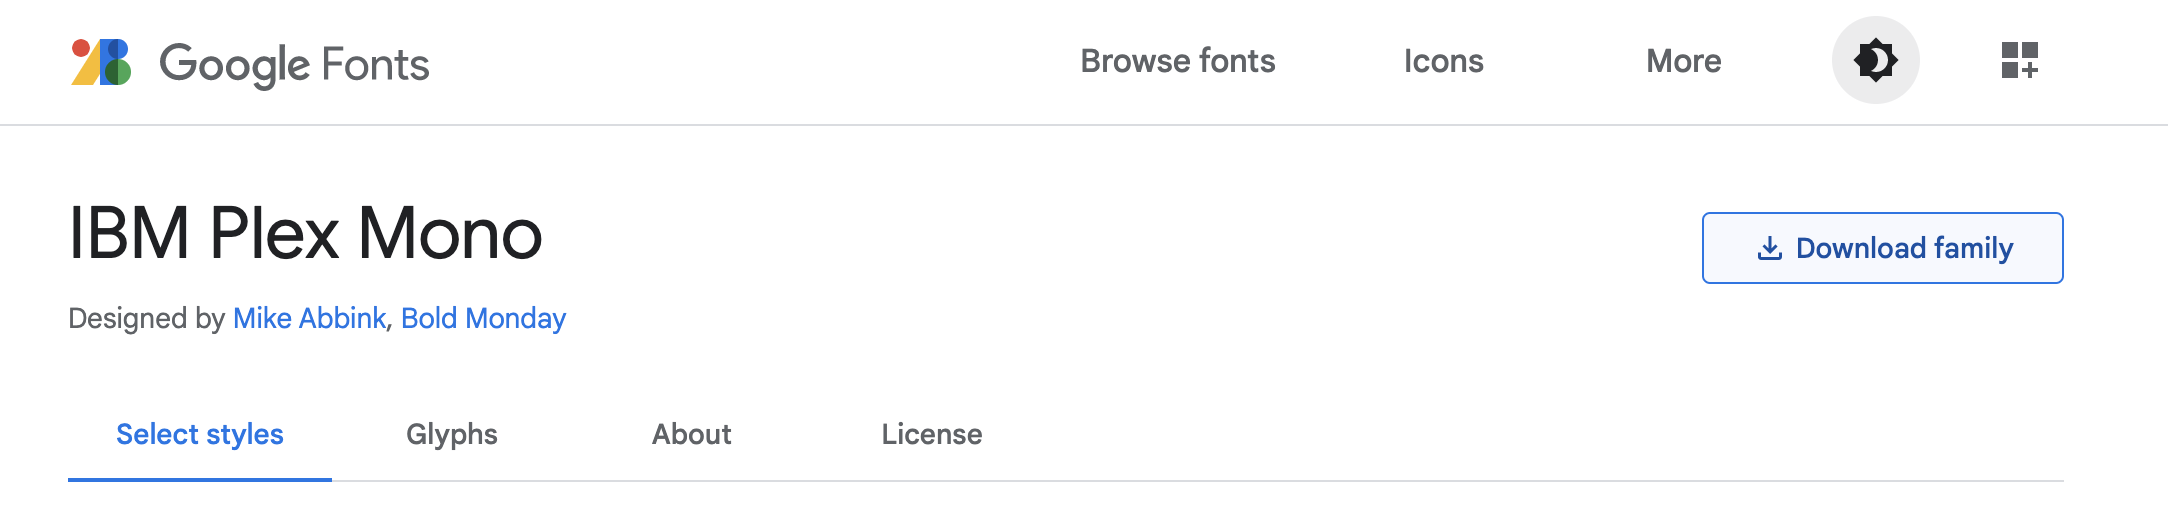 Google Fonts
Browse fonts
Icons
More
IBM Plex Mono
Download family
Designed by Mike Abbink, Bold Monday
Select styles
Glyphs
About
License